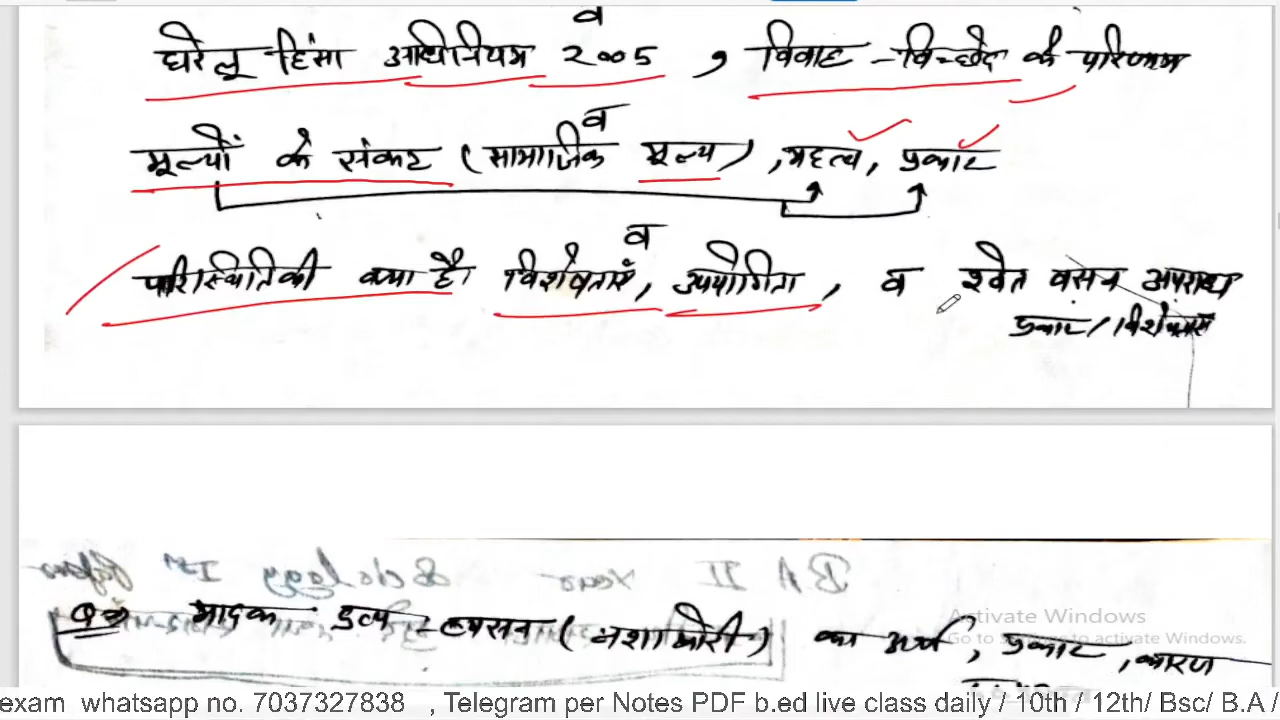 व
घरेलू हिंसा अधिनियम २००5 , विवाह - विच्छेद के परिणाम
व
मूल्यों के संकट (सामाजिक मूल्य) , महत्व, प्रकार
व
पारिस्थितिकी क्या है। विशेषताएँ, उपयोगिता , व श्वेत वसन अपराध
प्रकार / विशेषताएँ
BA II year Sociology Ist
मादक द्रव्य व्यसन (नशाखोरी) का अर्थ, प्रकार, कारण
Activate Windows
Go to Settings to activate Windows.
exam whatsapp no. 7037327838 , Telegram per Notes PDF b.ed live class daily / 10th / 12th/ Bsc/ B.A /